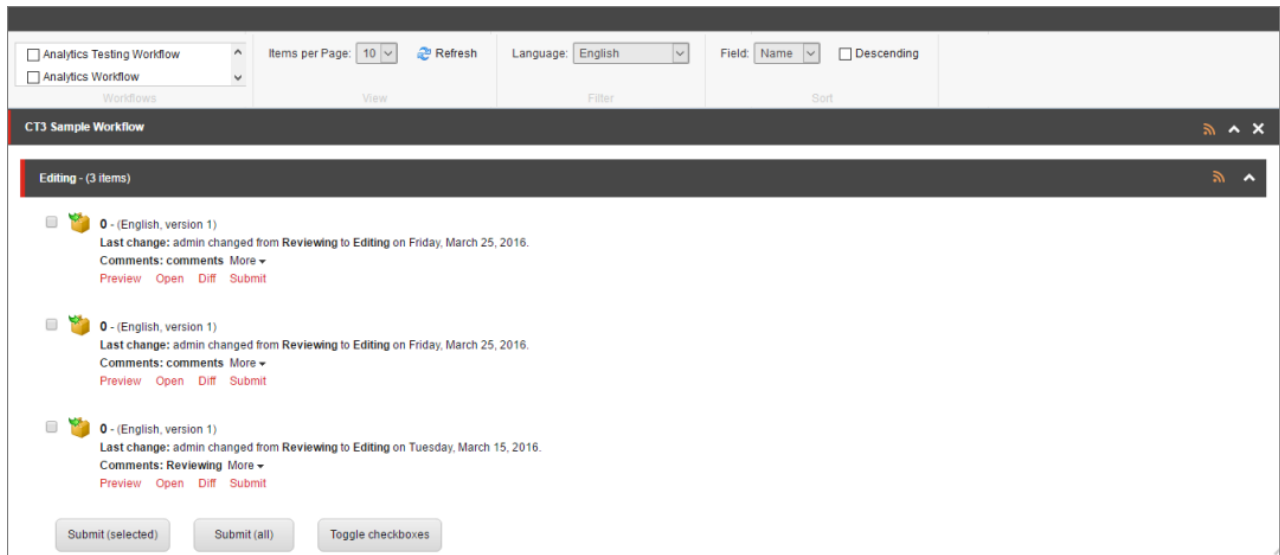 Analytics Testing Workflow
Items per Page: 10 Refresh Language: English Field: Name Descending
Analytics Workflow
Workflows View Filter Sort
CT3 Sample Workflow
Editing - (3 items)
0 - (English, version 1)
Last change: admin changed from Reviewing to Editing on Friday, March 25, 2016.
Comments: comments More
Preview Open Diff Submit
0 - (English, version 1)
Last change: admin changed from Reviewing to Editing on Friday, March 25, 2016.
Comments: comments More
Preview Open Diff Submit
0 - (English, version 1)
Last change: admin changed from Reviewing to Editing on Tuesday, March 15, 2016.
Comments: Reviewing More
Preview Open Diff Submit
Submit (selected) Submit (all) Toggle checkboxes